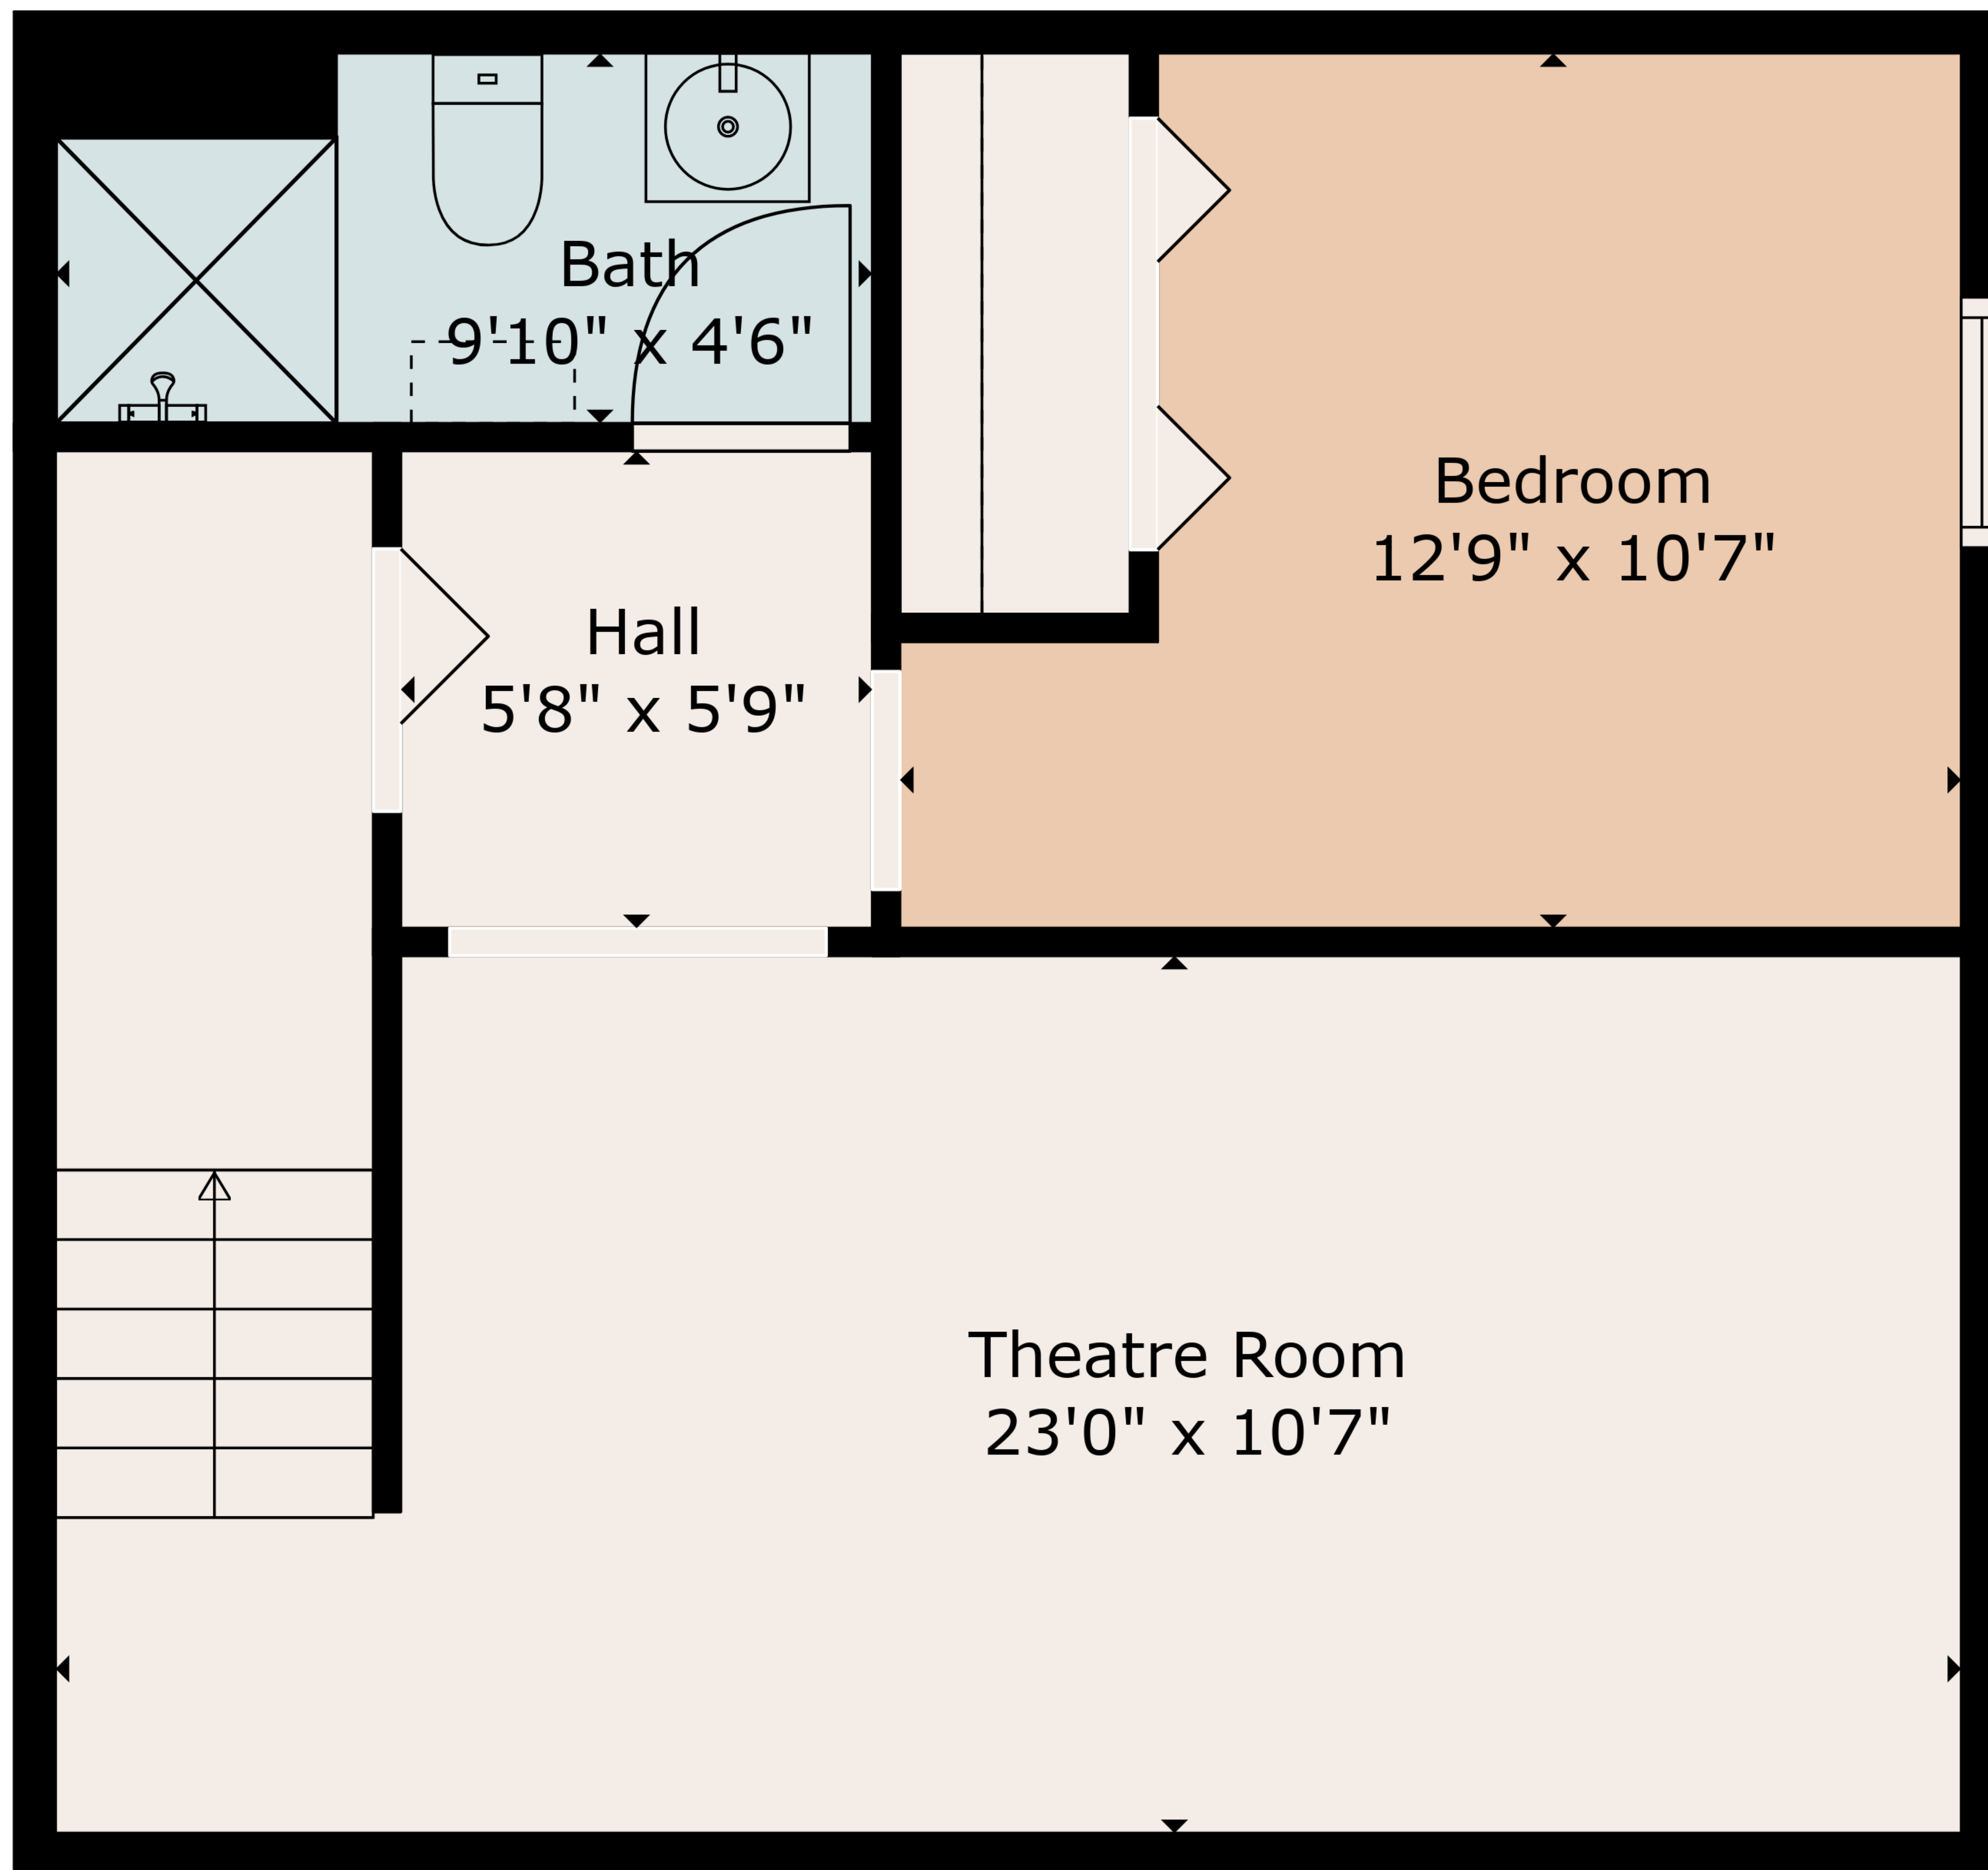 Bath
9'10" x 4'6"
Bedroom
12'9" x 10'7"
Hall
5'8" x 5'9"
Theatre Room
23'0" x 10'7"